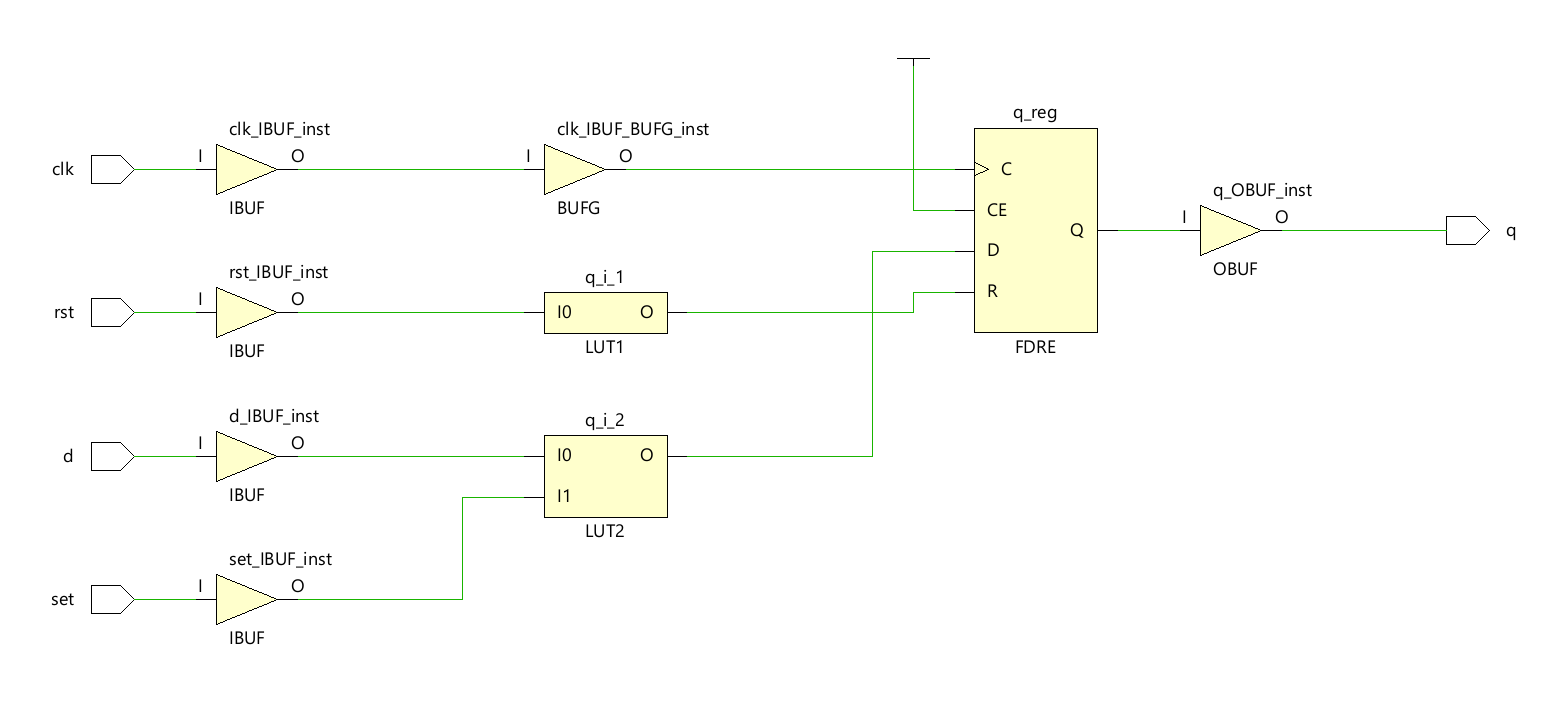 q_reg
clk_IBUF_inst
clk_IBUF_BUFG_inst
clk
I
O
I
O
C
IBUF
BUFG
CE
q_OBUF_inst
Q
I
O
q
D
OBUF
rst_IBUF_inst
q_i_1
R
rst
I
O
I0
O
IBUF
LUT1
FDRE
d_IBUF_inst
q_i_2
d
I
O
I0
O
IBUF
I1
LUT2
set_IBUF_inst
set
I
O
IBUF